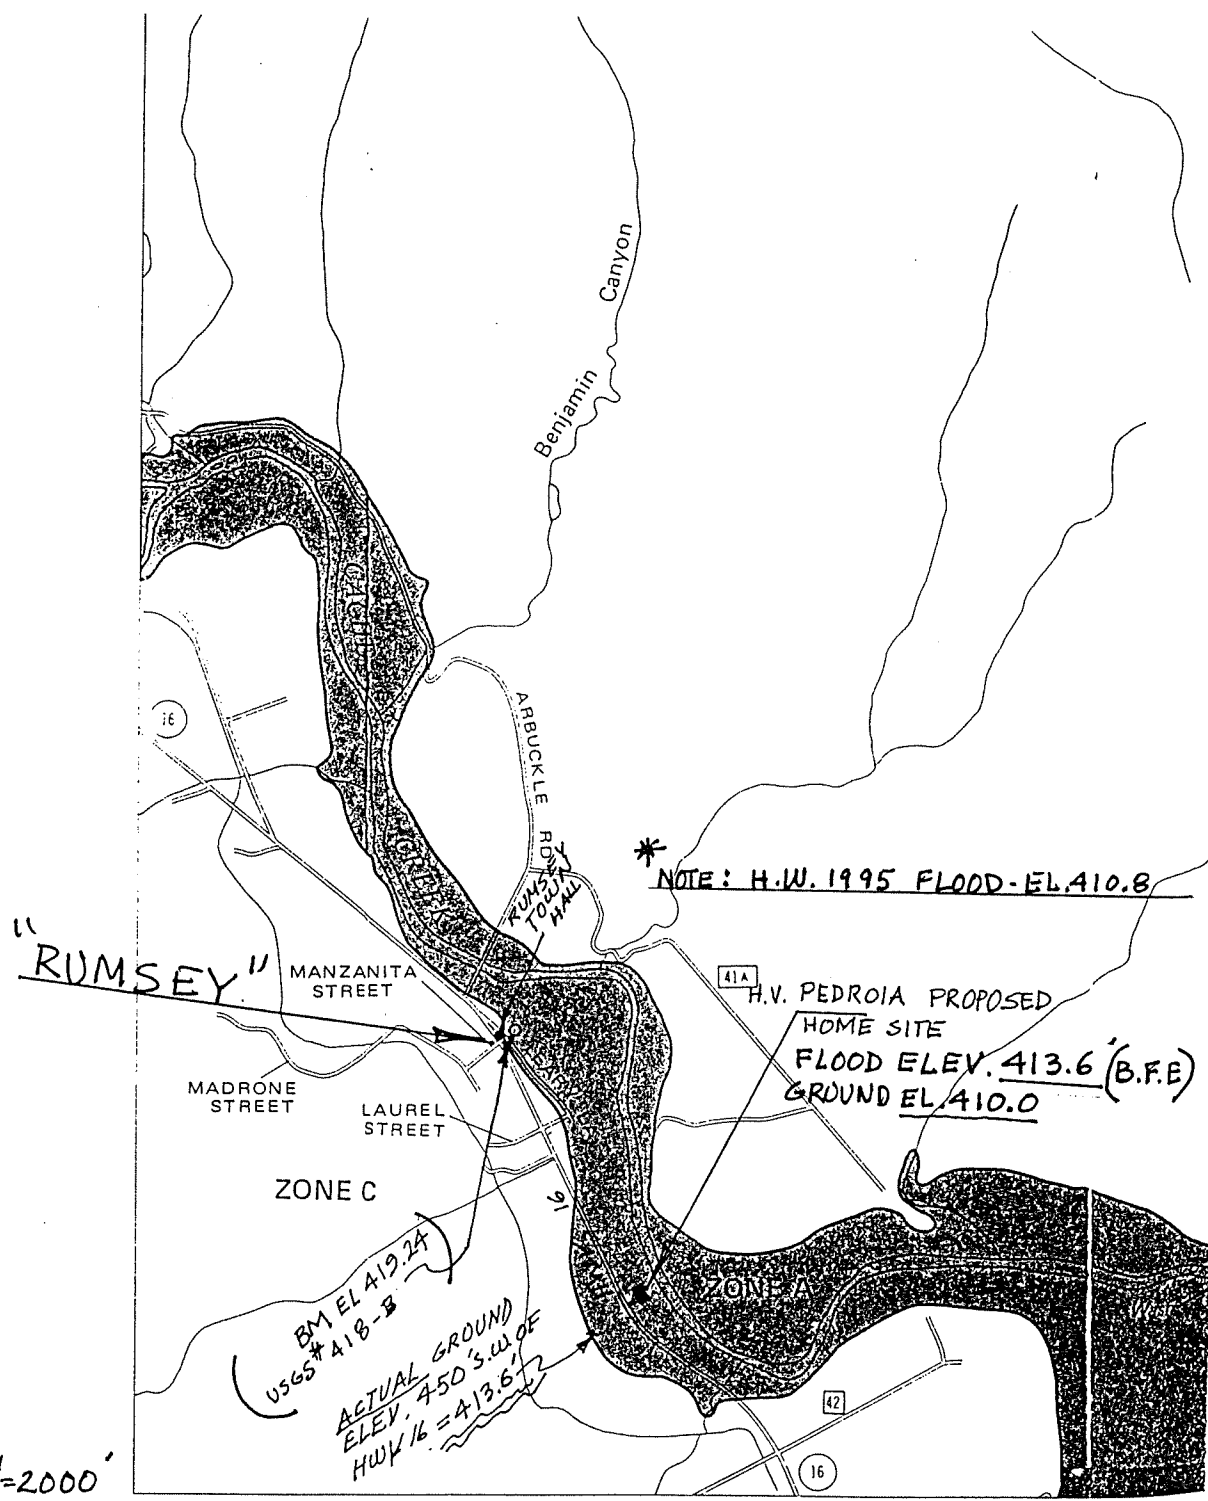 Canyon
Benjamin
CACHE
16
ARBUCKLE RD
CREEK
RUMSEY
TOWN
HALL
* NOTE: H.W. 1995 FLOOD-EL.410.8
"RUMSEY"
MANZANITA
STREET
41A
H.V. PEDROIA PROPOSED
HOME SITE
FLOOD ELEV. 413.6' (B.F.E)
GROUND EL.410.0
MADRONE
STREET
LAUREL
STREET
ZONE C
16
ZONE A
(BM EL 419.24
USGS# 418-B)
ACTUAL GROUND
ELEV. 450' S.W. OF
HWY 16 = 413.6'
42
16
=2000'